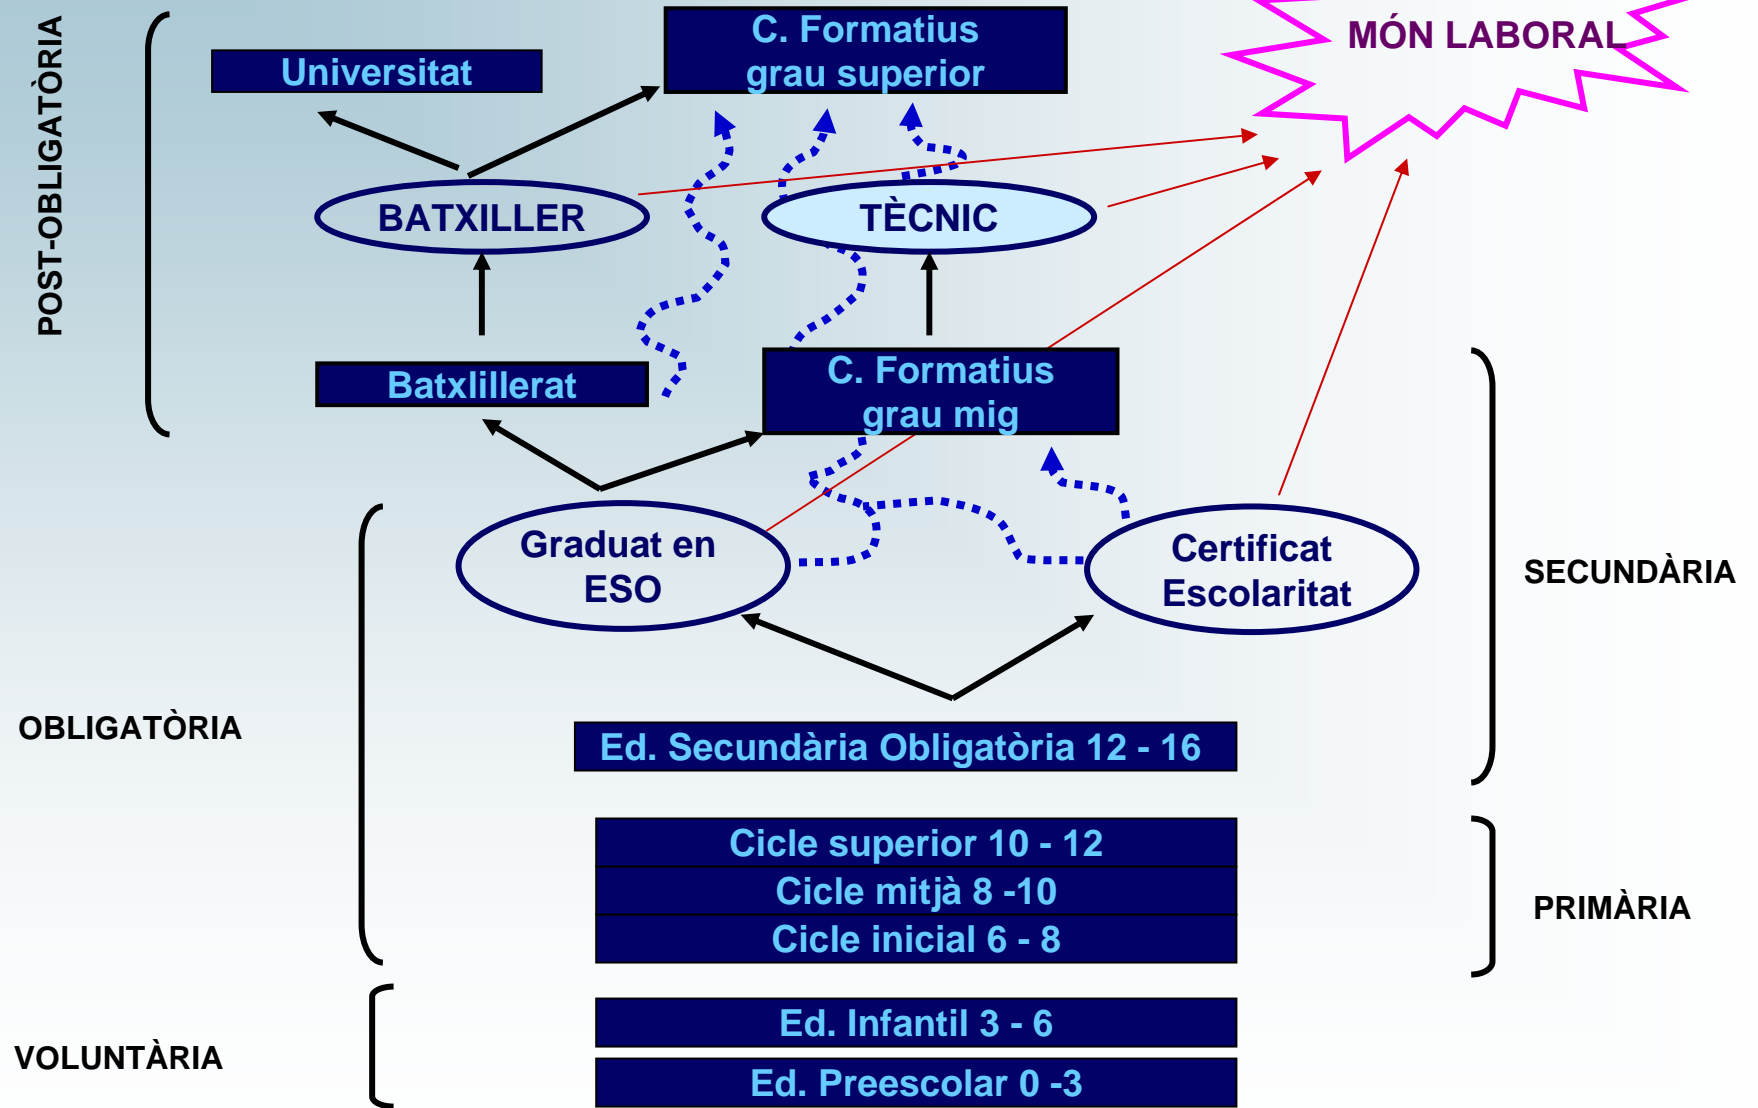 POST-OBLIGATÒRIA
C. Formatius
grau superior
MÓN LABORAL
Universitat
BATXILLER
TÈCNIC
Batxlillerat
C. Formatius
grau mig
Graduat en
ESO
Certificat
Escolaritat
SECUNDÀRIA
OBLIGATÒRIA
Ed. Secundària Obligatòria 12 - 16
Cicle superior 10 - 12
Cicle mitjà 8 -10
Cicle inicial 6 - 8
PRIMÀRIA
VOLUNTÀRIA
Ed. Infantil 3 - 6
Ed. Preescolar 0 -3